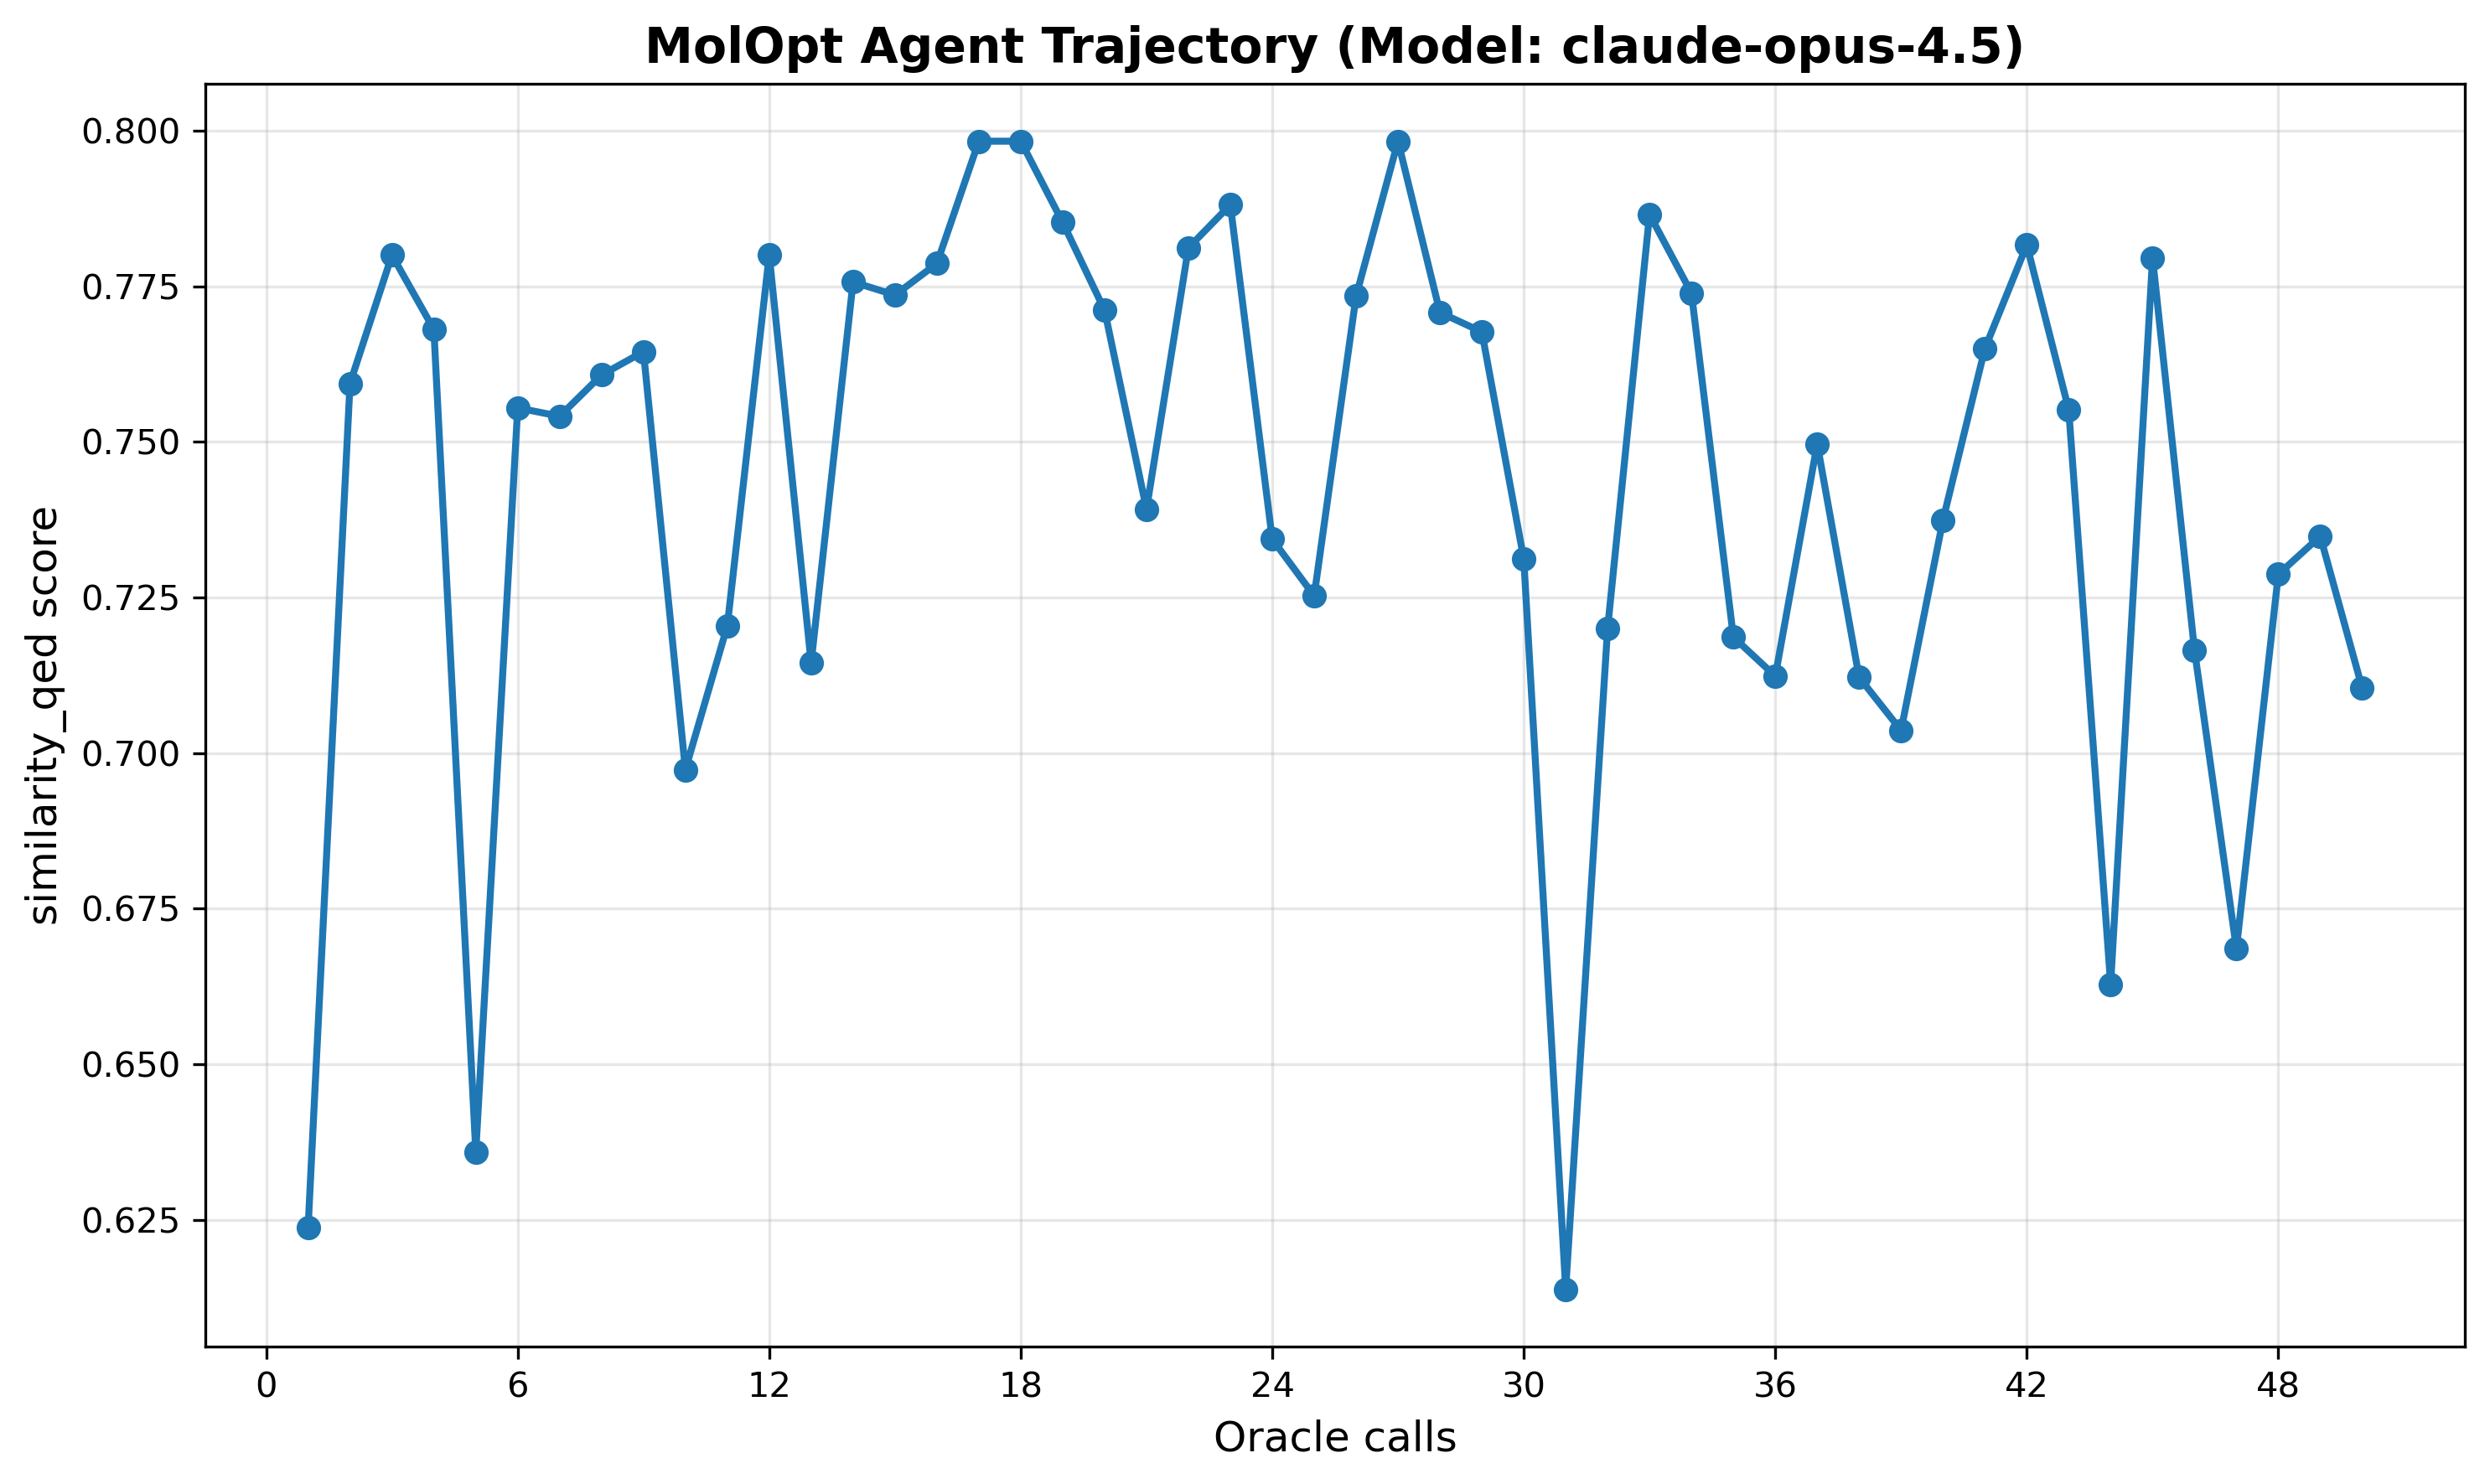 MolOpt Agent Trajectory (Model: claude-opus-4.5)
similarity_qed score
0.800
0.775
0.750
0.725
0.700
0.675
0.650
0.625
0 6 12 18 24 30 36 42 48
Oracle calls